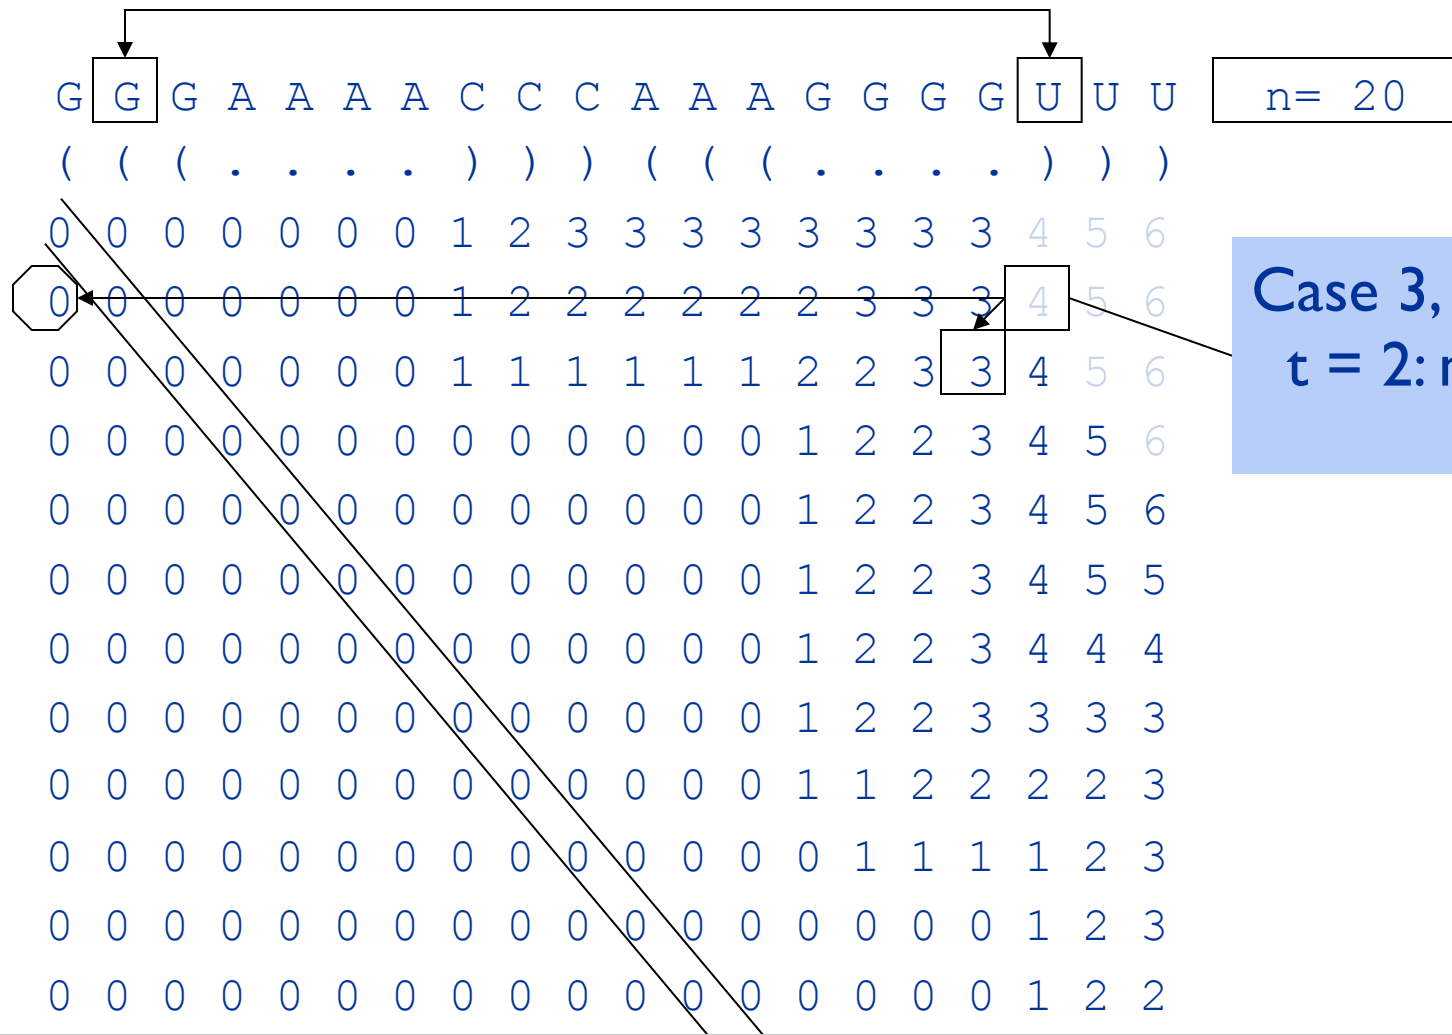 G G G A A A A C C C A A A G G G G U U U n= 20
( ( ( . . . . ) ) ) ( ( ( . . . . ) ) )
0 0 0 0 0 0 0 1 2 3 3 3 3 3 3 3 3 4 5 6
0 0 0 0 0 0 0 1 2 2 2 2 2 2 3 3 3 4 5 6
0 0 0 0 0 0 0 1 1 1 1 1 1 2 2 3 3 4 5 6
0 0 0 0 0 0 0 0 0 0 0 0 0 1 2 2 3 4 5 6
0 0 0 0 0 0 0 0 0 0 0 0 0 1 2 2 3 4 5 6
0 0 0 0 0 0 0 0 0 0 0 0 0 1 2 2 3 4 5 5
0 0 0 0 0 0 0 0 0 0 0 0 0 1 2 2 3 4 4 4
0 0 0 0 0 0 0 0 0 0 0 0 0 1 2 2 3 3 3 3
0 0 0 0 0 0 0 0 0 0 0 0 0 1 1 2 2 2 2 3
0 0 0 0 0 0 0 0 0 0 0 0 0 0 1 1 1 1 2 3
0 0 0 0 0 0 0 0 0 0 0 0 0 0 0 0 0 1 2 3
0 0 0 0 0 0 0 0 0 0 0 0 0 0 0 0 0 1 2 2
Case 3,
t = 2: